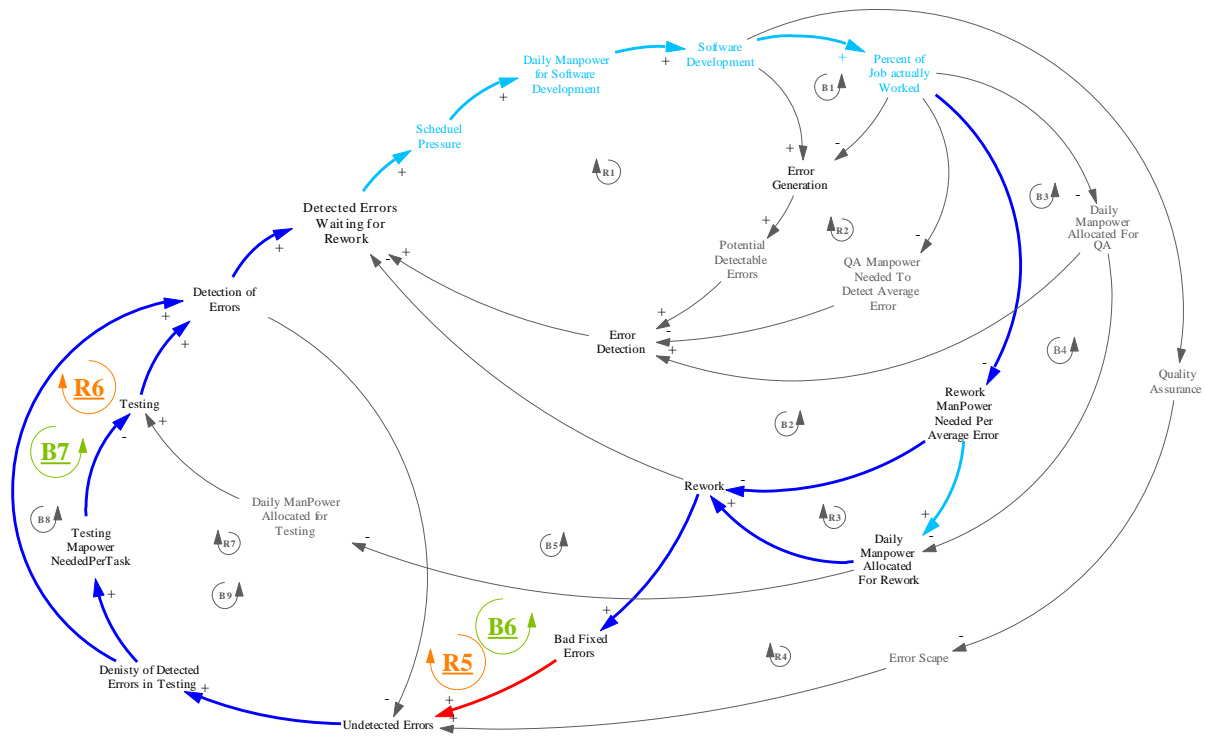 Software
Development
+
Percent of
Job actually
Worked
+
Daily Manpower
for Software
Development
+
B1
Scheduel
Pressure
+
+
-
Error
Generation
R1
+
Detected Errors
Waiting for
Rework
+
-
+
R2
Potential
Detectable
Errors
-
QA Manpower
Needed To
Detect Average
Error
B3
-
Daily
Manpower
Allocated For
QA
Detection of
Errors
+
+
Error
Detection
+
-
+
B4
-
Quality
Assurance
+
R6
Testing
+
-
B7
B2
Rework
ManPower
Needed Per
Average Error
Rework
-
+
R3
+
-
Daily
Manpower
Allocated
For Rework
Daily ManPower
Allocated for
Testing
-
B8
Testing
Mapower
NeededPerTask
+
R7
B5
B9
B6
R5
+
Bad Fixed
Errors
R4
-
Error Scape
Denisty of Detected
Errors in Testing
+
-
+
+
Undetected Errors